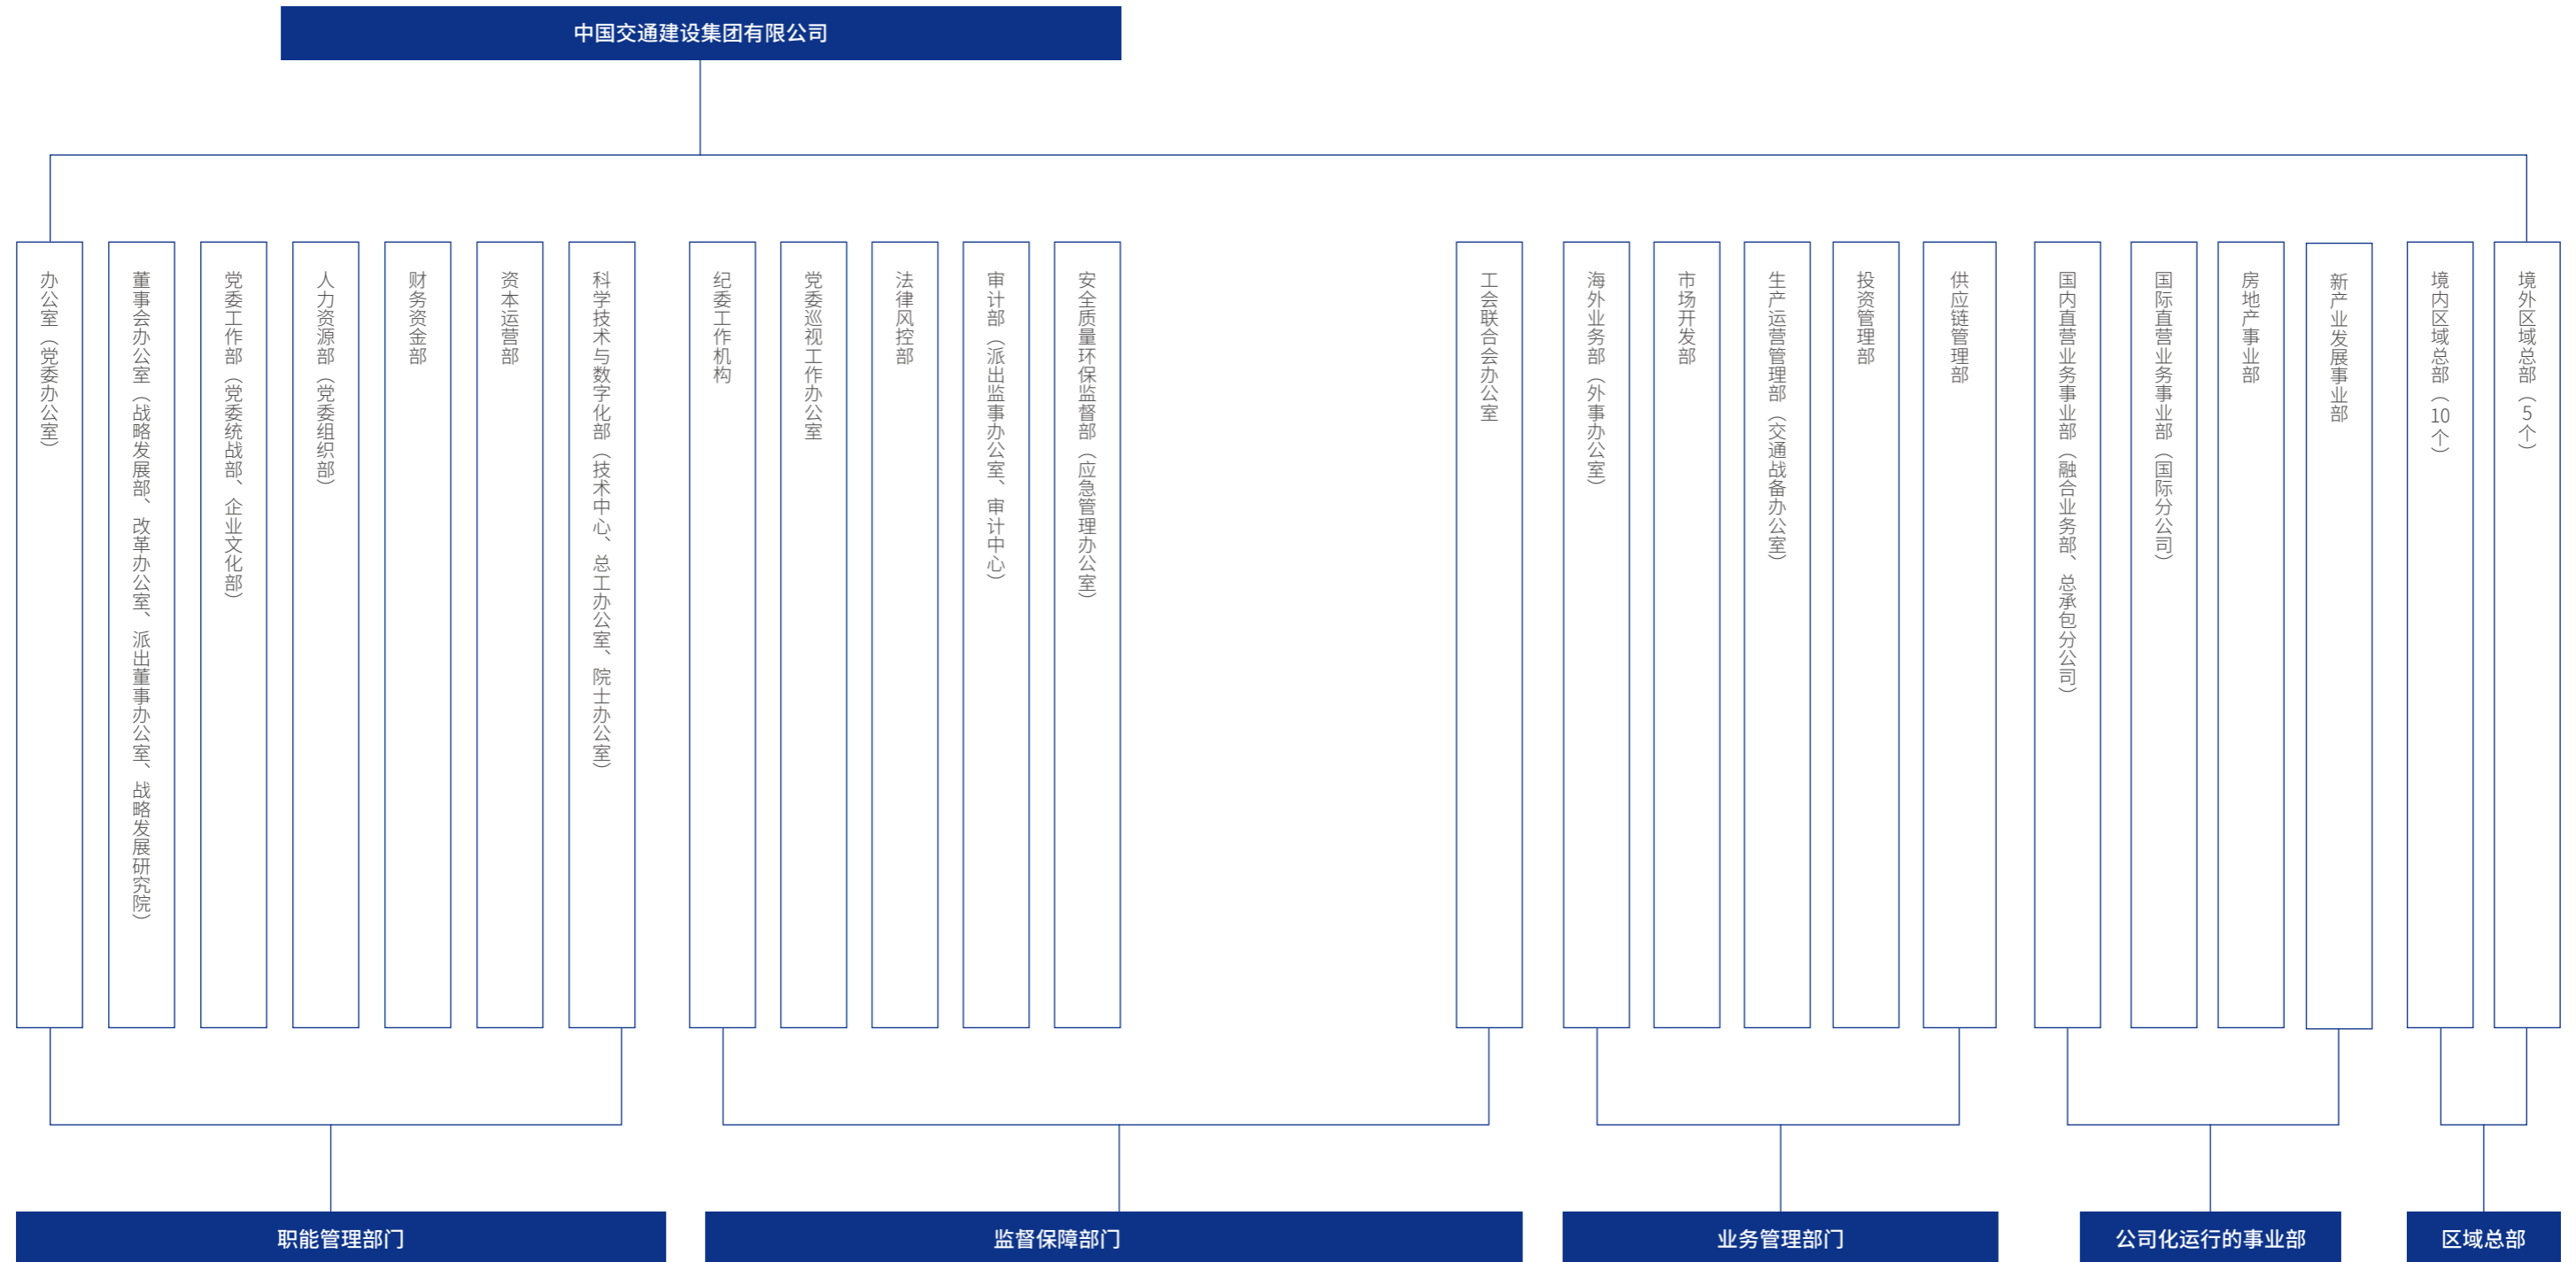 中国交通建设集团有限公司
办公室（党委办公室）
董事会办公室（战略发展部、改革办公室、派出董事办公室、战略发展研究院）
党委工作部（党委统战部、企业文化部）
人力资源部（党委组织部）
财务资金部
资本运营部
科学技术与数字化部（技术中心、总工办公室、院士办公室）
纪委工作机构
党委巡视工作办公室
法律风控部
审计部（派出监事办公室、审计中心）
安全质量环保监督部（应急管理办公室）
工会联合会办公室
海外业务部（外事办公室）
市场开发部
生产运营管理部（交通战备办公室）
投资管理部
供应链管理部
国内直营业务事业部（融合业务部、总承包分公司）
国际直营业务事业部（国际分公司）
房地产事业部
新产业发展事业部
境内区域总部（10个）
境外区域总部（5个）
职能管理部门
监督保障部门
业务管理部门
公司化运行的事业部
区域总部